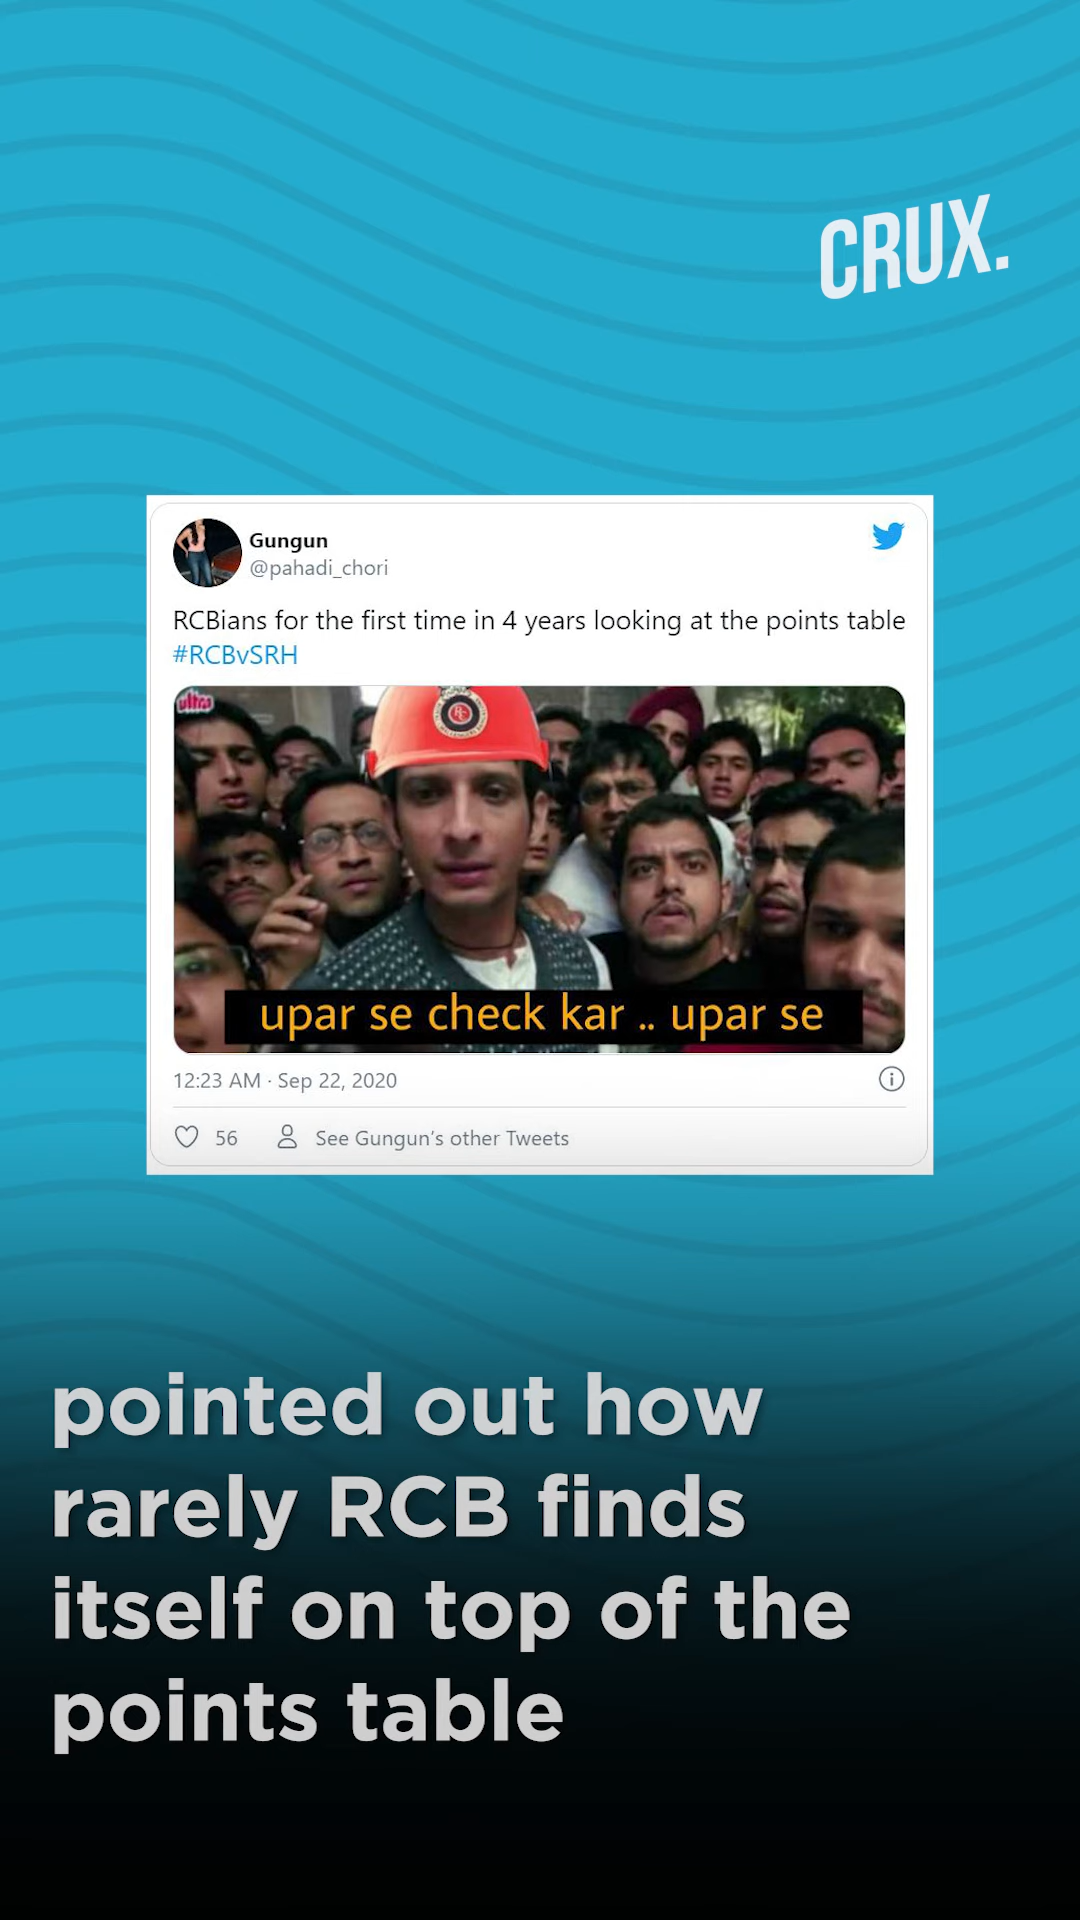 CRUX.
Gungun
@pahadi_chori
RCBians for the first time in 4 years looking at the points table
#RCBvSRH
ultra
RC
upar se check kar .. upar se
12:23 AM · Sep 22, 2020
56
See Gungun's other Tweets
pointed out how
rarely RCB finds
itself on top of the
points table